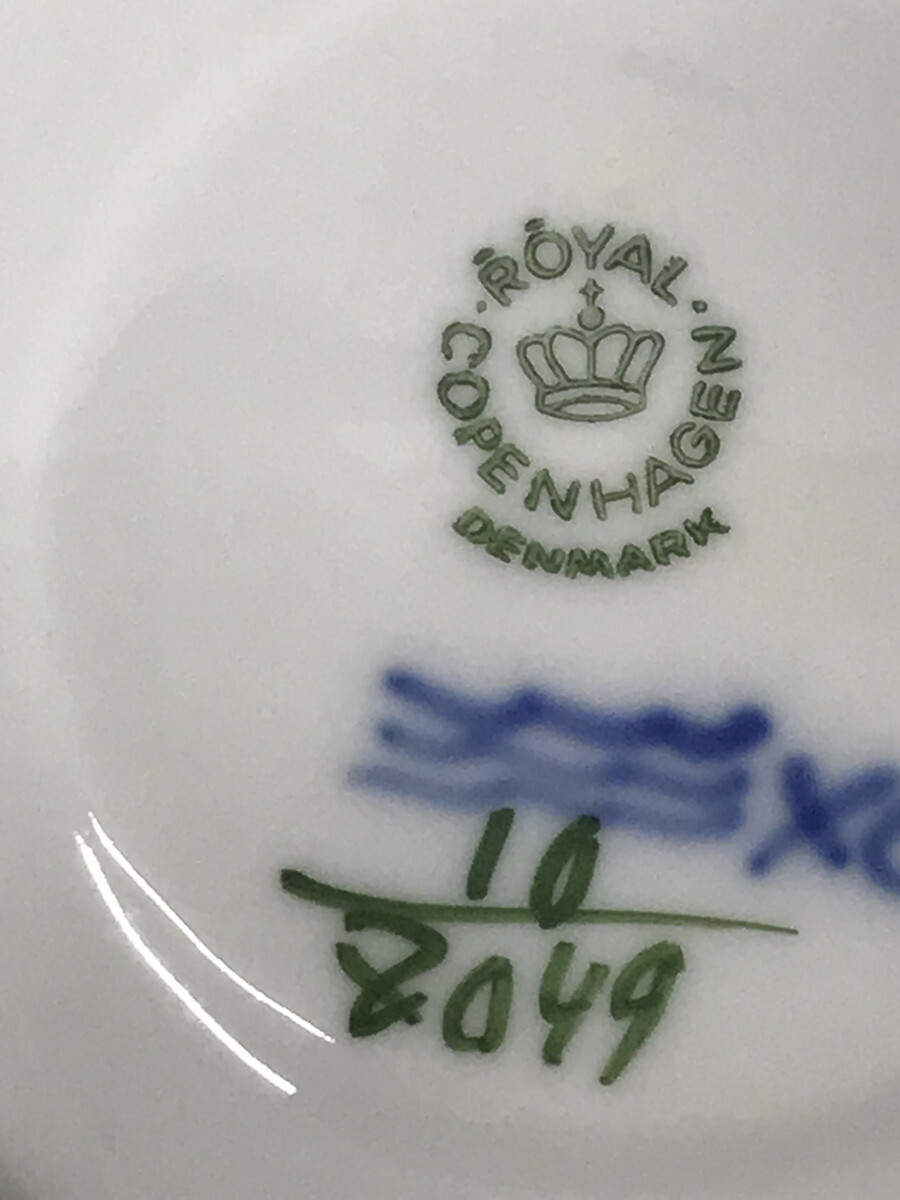 ROYAL
COPENHAGEN
DENMARK
10
8049